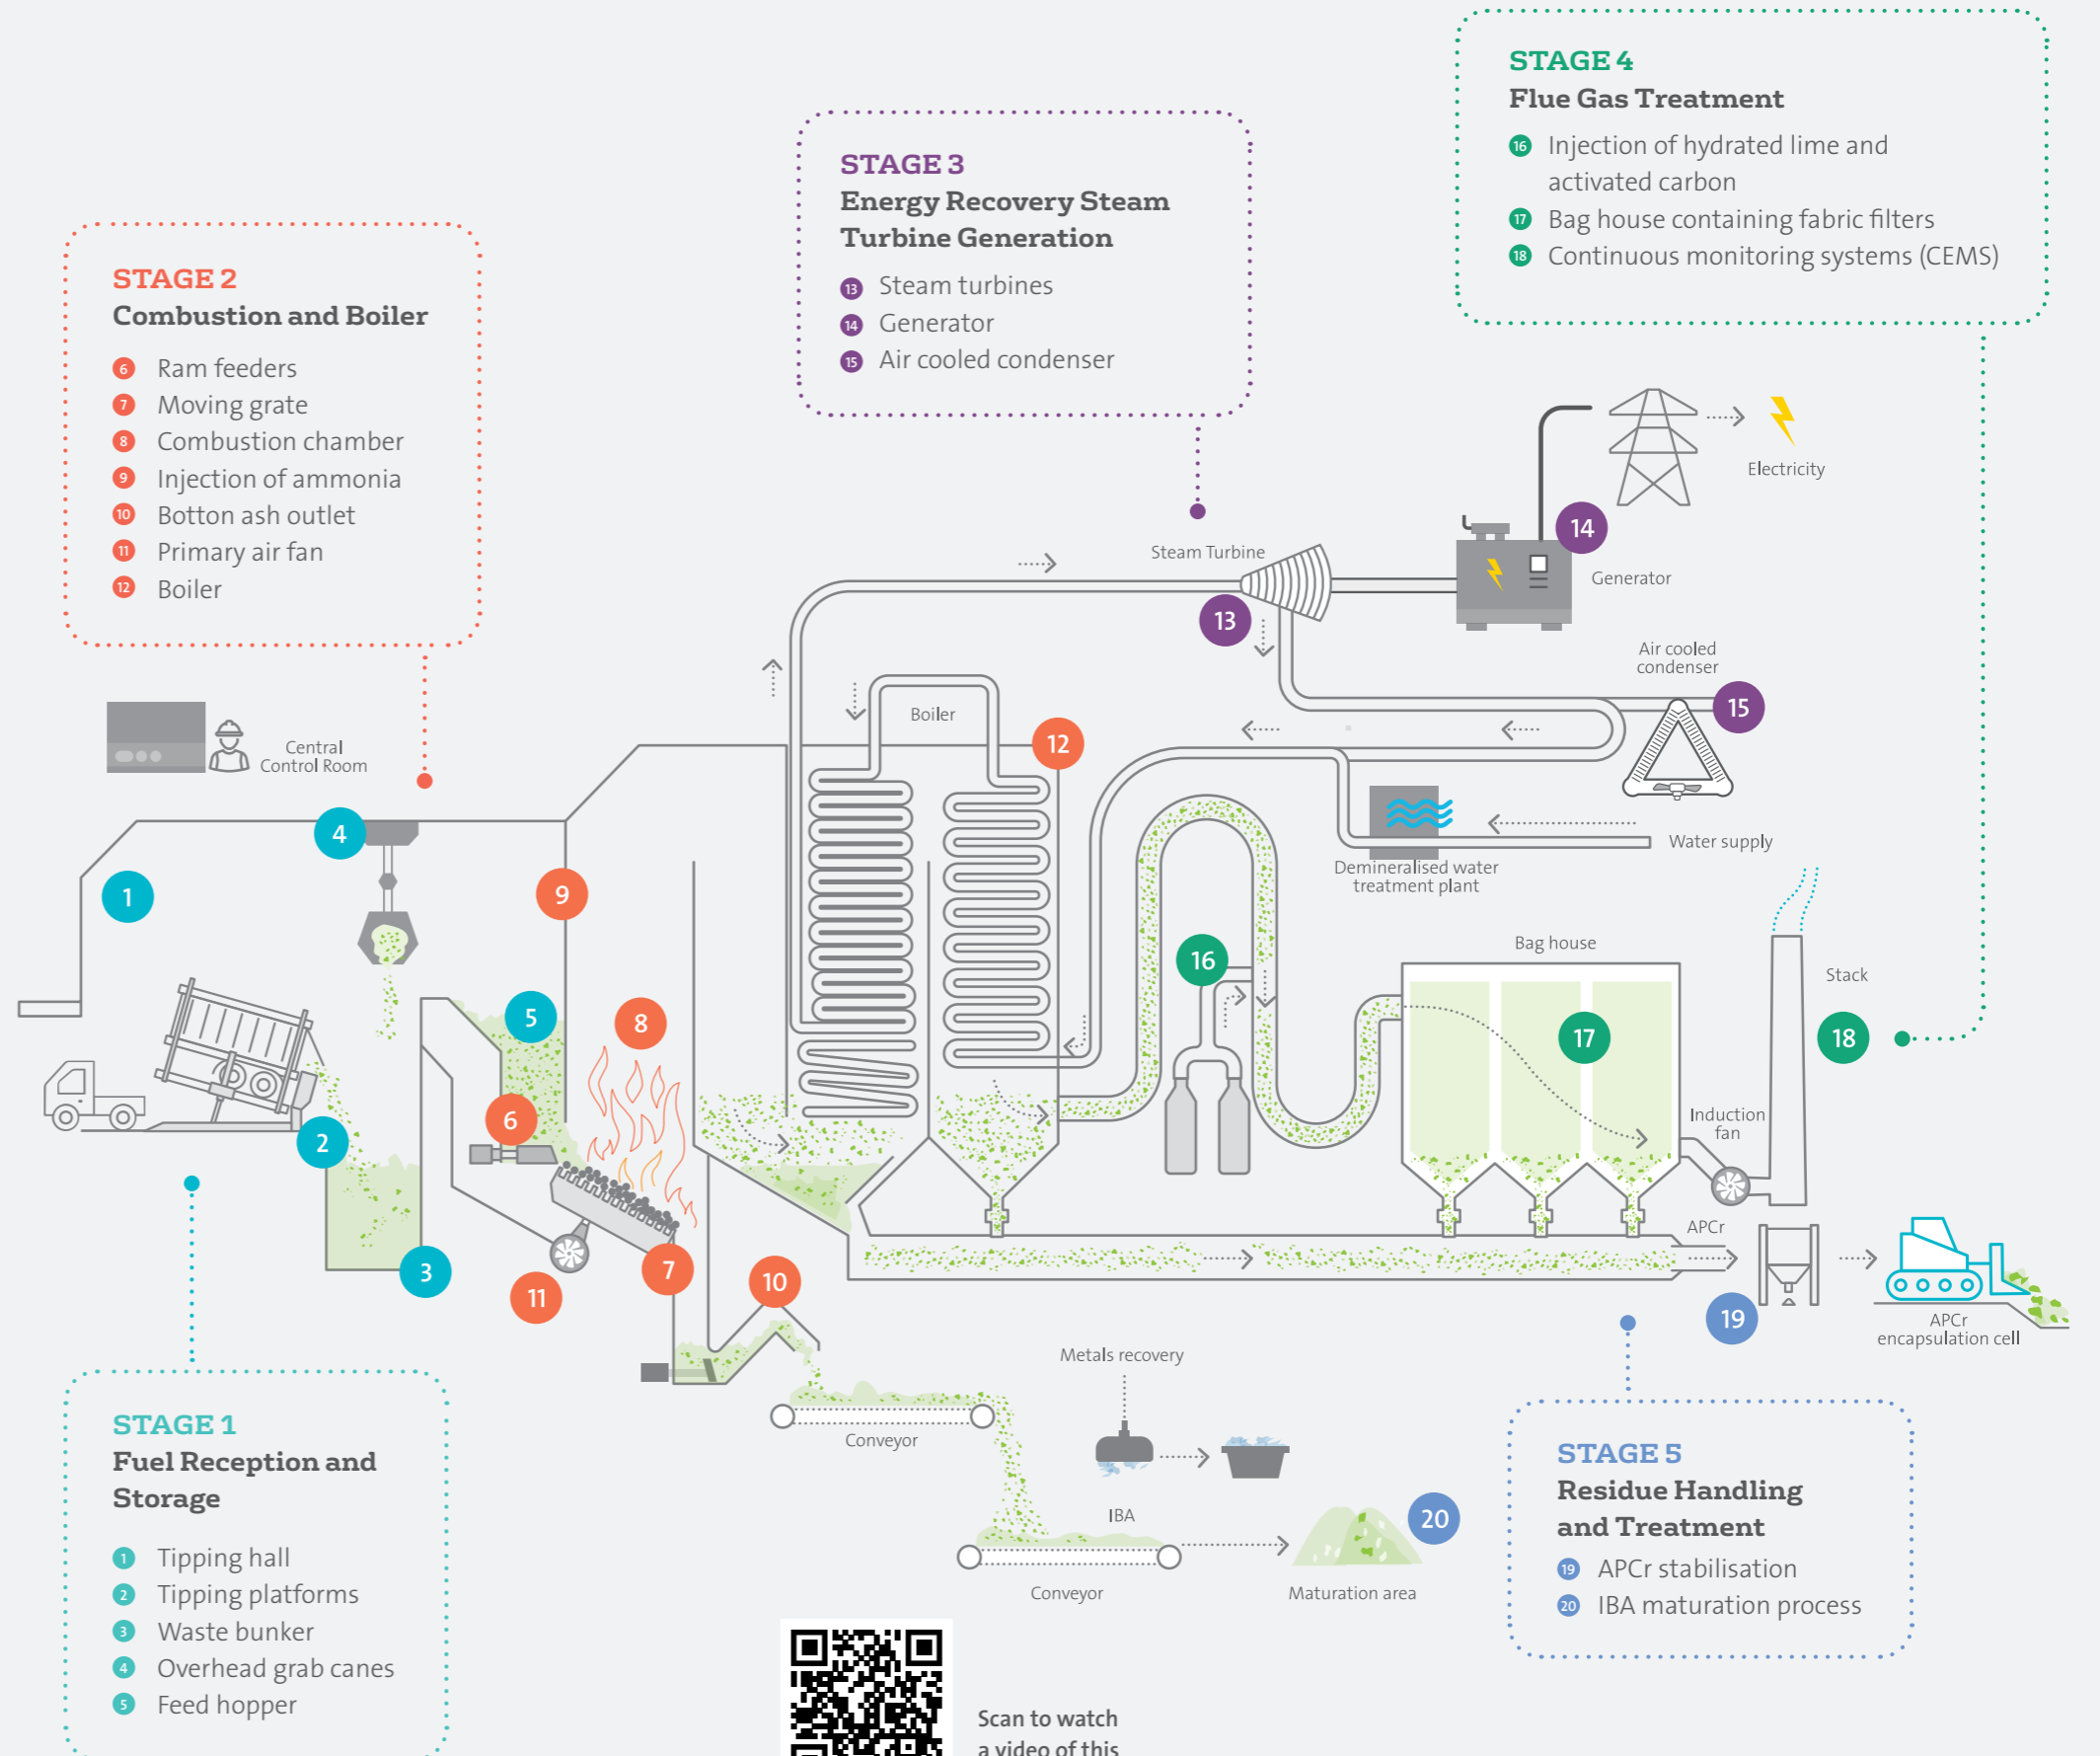 STAGE 4
Flue Gas Treatment
16 Injection of hydrated lime and
activated carbon
17 Bag house containing fabric filters
18 Continuous monitoring systems (CEMS)
STAGE 3
Energy Recovery Steam
Turbine Generation
13 Steam turbines
14 Generator
15 Air cooled condenser
STAGE 2
Combustion and Boiler
6 Ram feeders
7 Moving grate
8 Combustion chamber
9 Injection of ammonia
10 Botton ash outlet
11 Primary air fan
12 Boiler
Electricity
14
Steam Turbine
Generator
13
Air cooled
condenser
15
Boiler
12
Central
Control Room
4
Water supply
Demineralised water
treatment plant
1
9
16
Bag house
Stack
5
8
17
18
6
2
Induction
fan
3
7
10
11
APCr
19
APCr
encapsulation cell
Metals recovery
Conveyor
IBA
20
Conveyor
Maturation area
STAGE 1
Fuel Reception and
Storage
1 Tipping hall
2 Tipping platforms
3 Waste bunker
4 Overhead grab canes
5 Feed hopper
STAGE 5
Residue Handling
and Treatment
19 APCr stabilisation
20 IBA maturation process
Scan to watch
a video of this